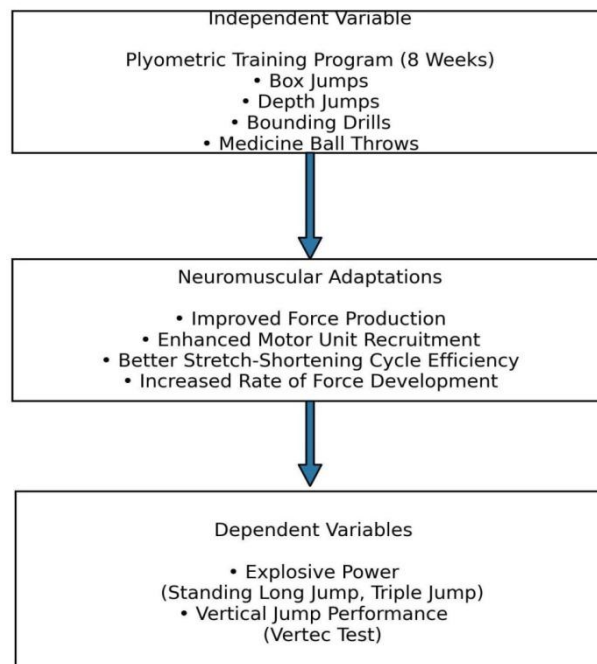 Independent Variable
Plyometric Training Program (8 Weeks)
• Box Jumps
• Depth Jumps
• Bounding Drills
• Medicine Ball Throws
Neuromuscular Adaptations
• Improved Force Production
• Enhanced Motor Unit Recruitment
• Better Stretch-Shortening Cycle Efficiency
• Increased Rate of Force Development
Dependent Variables
• Explosive Power
(Standing Long Jump, Triple Jump)
• Vertical Jump Performance
(Vertec Test)